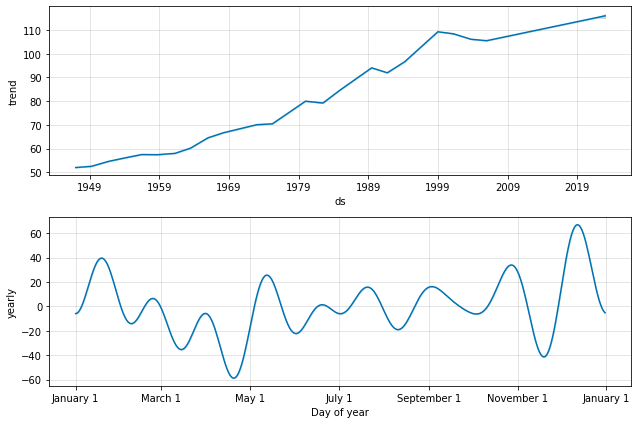 110
100
90
80
70
60
50
trend
1949 1959 1969 1979 1989 1999 2009 2019
ds
60
40
20
0
−20
−40
−60
yearly
January 1 March 1 May 1 July 1 September 1 November 1 January 1
Day of year